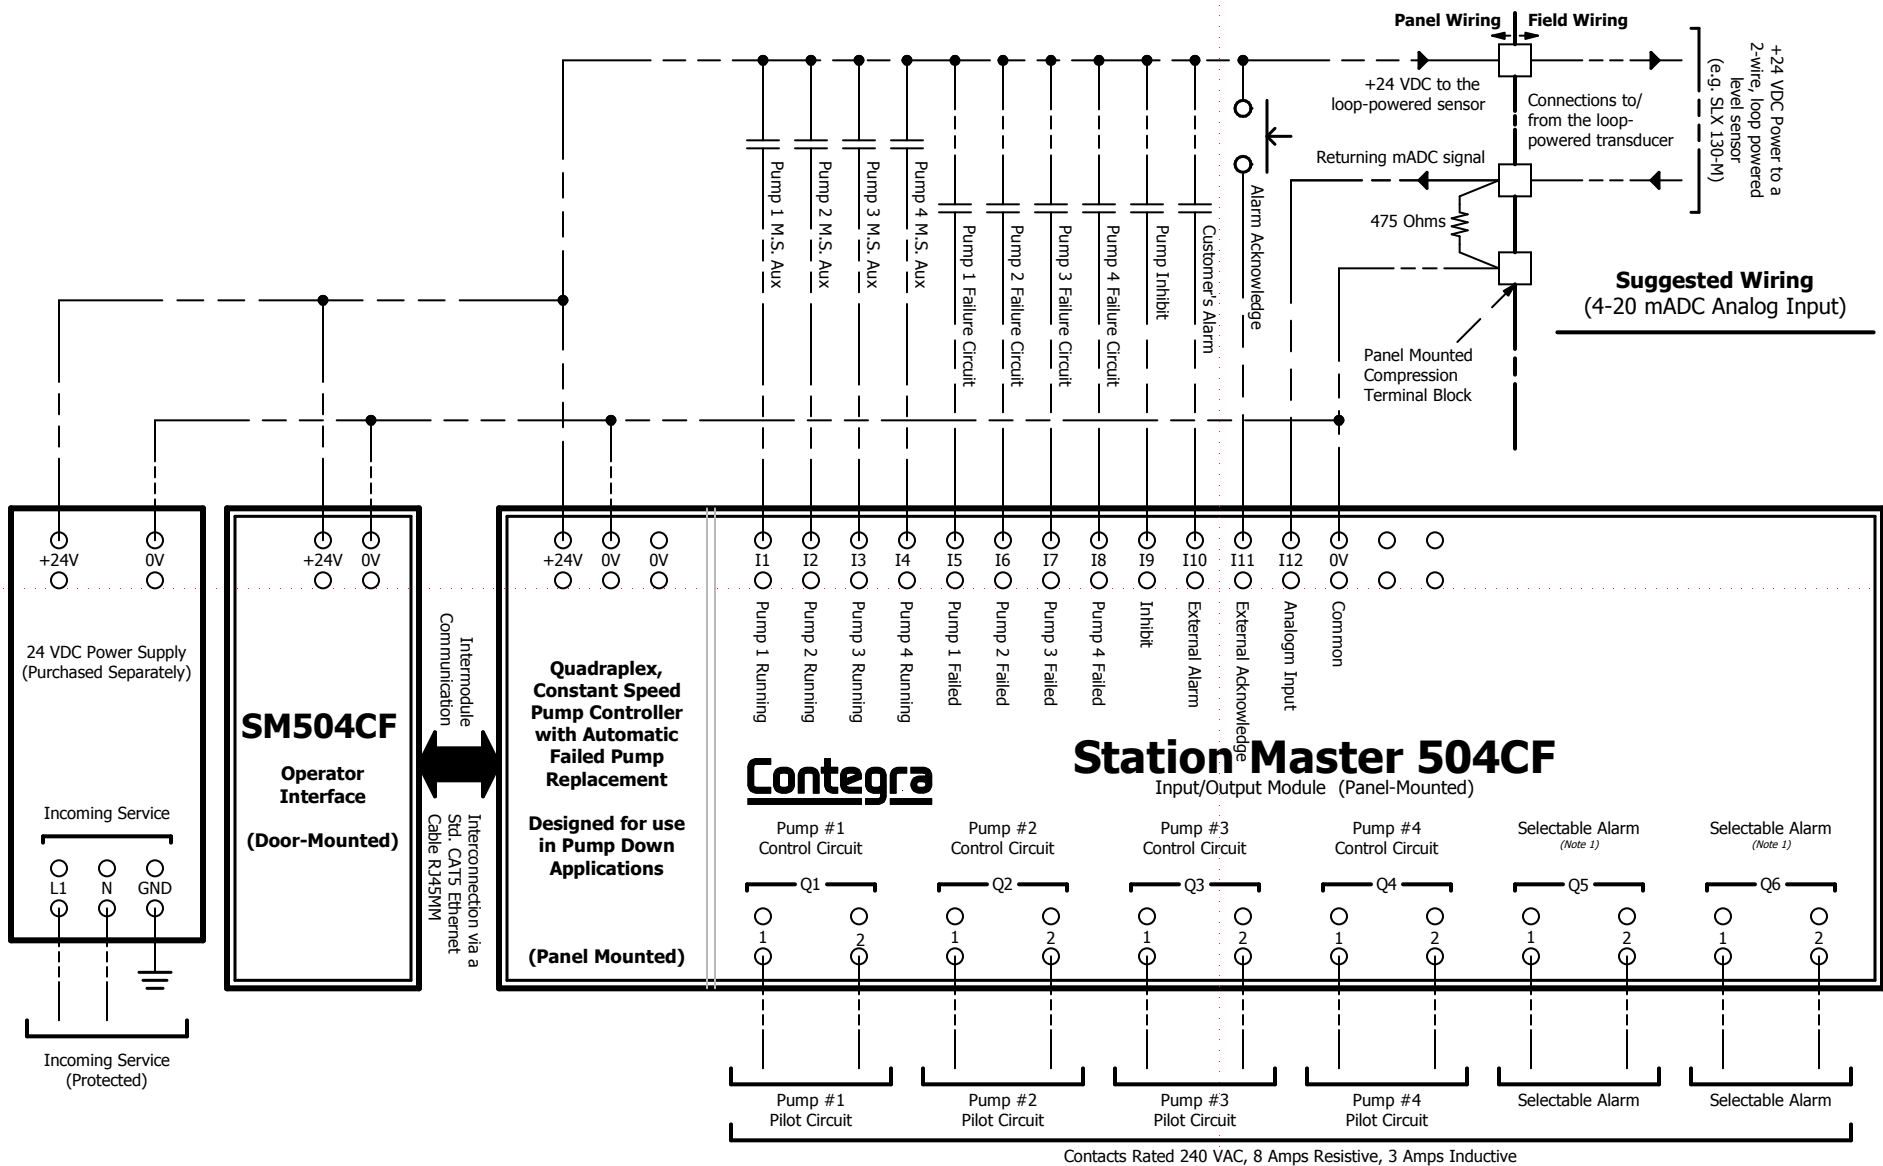 Panel Wiring
Field Wiring
+24 VDC to the
loop-powered sensor
Connections to/
from the loop-
powered transducer
+24 VDC Power to a
2-wire, loop powered
level sensor
(e.g. SLX 130-M)
Returning mADC signal
475 Ohms
Suggested Wiring
(4-20 mADC Analog Input)
Panel Mounted
Compression
Terminal Block
Pump 1 M.S. Aux
Pump 2 M.S. Aux
Pump 3 M.S. Aux
Pump 4 M.S. Aux
Pump 1 Failure Circuit
Pump 2 Failure Circuit
Pump 3 Failure Circuit
Pump 4 Failure Circuit
Pump Inhibit
Customer's Alarm
Alarm Acknowledge
+24V
0V
+24V
0V
+24V
0V
0V
I1
I2
I3
I4
I5
I6
I7
I8
I9
I10
I11
I12
0V
Pump 1 Running
Pump 2 Running
Pump 3 Running
Pump 4 Running
Pump 1 Failed
Pump 2 Failed
Pump 3 Failed
Pump 4 Failed
Inhibit
External Alarm
External Acknowledge
Analogm Input
Common
24 VDC Power Supply
(Purchased Separately)
Incoming Service
L1
N
GND
Incoming Service
(Protected)
SM504CF
Operator
Interface
(Door-Mounted)
Intermodule
Communication
Interconnection via a
Std. CAT5 Ethernet
Cable RJ45MM
Quadraplex,
Constant Speed
Pump Controller
with Automatic
Failed Pump
Replacement
Designed for use
in Pump Down
Applications
(Panel Mounted)
Contegra
Station Master 504CF
Input/Output Module (Panel-Mounted)
Pump #1
Control Circuit
Pump #2
Control Circuit
Pump #3
Control Circuit
Pump #4
Control Circuit
Selectable Alarm
(Note 1)
Selectable Alarm
(Note 1)
Q1
Q2
Q3
Q4
Q5
Q6
1
2
1
2
1
2
1
2
1
2
1
2
Pump #1
Pilot Circuit
Pump #2
Pilot Circuit
Pump #3
Pilot Circuit
Pump #4
Pilot Circuit
Selectable Alarm
Selectable Alarm
Contacts Rated 240 VAC, 8 Amps Resistive, 3 Amps Inductive